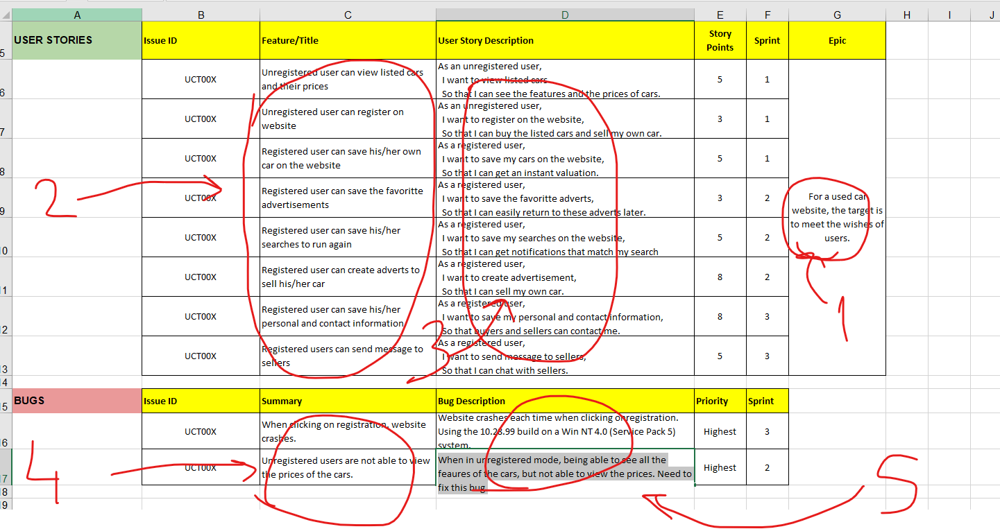 A B C D E F G H I J
5 USER STORIES Issue ID Feature/Title User Story Description Story Points Sprint Epic
6 UCT00X Unregistered user can view listed cars and their prices 5 1
As an unregistered user,
I want to view listed cars
So that I can see the features and the prices of cars.
7 UCT00X Unregistered user can register on website 3 1
As an unregistered user,
I want to register on the website,
So that I can buy the listed cars and sell my own car.
8 UCT00X Registered user can save his/her own car on the website 5 1
As a registered user,
I want to save my cars on the website,
So that I can get an instant valuation.
9 UCT00X Registered user can save the favoritte advertisements 3 2
As a registered user,
I want to save the favoritte adverts,
So that I can easily return to these adverts later.
For a used car
website, the target is
to meet the wishes of
users.
10 UCT00X Registered user can save his/her searches to run again 5 2
As a registered user,
I want to save my searches on the website,
So that I can get notifications that match my search
11 UCT00X Registered user can create adverts to sell his/her car 8 2
As a registered user,
I want to create advertisement,
So that I can sell my own car.
12 UCT00X Registered user can save his/her personal and contact information 8 3
As a registered user,
I want to save my personal and contact information,
So that buyers and sellers can contact me.
13 UCT00X Registered users can send message to sellers 5 3
As a registered user,
I want to send message to sellers,
So that I can chat with sellers.
14
15 BUGS Issue ID Summary Bug Description Priority Sprint
16 UCT00X When clicking on registration, website crashes. Highest 3
Website crashes each time when clicking on registration.
Using the 10.23.99 build on a Win NT 4.0 (Service Pack 5)
system.
17 UCT00X Unregistered users are not able to view the prices of the cars. Highest 2
When in unregistered mode, being able to see all the
feaures of the cars, but not able to view the prices. Need to
fix this bug
18
19
1
2
3
4
5